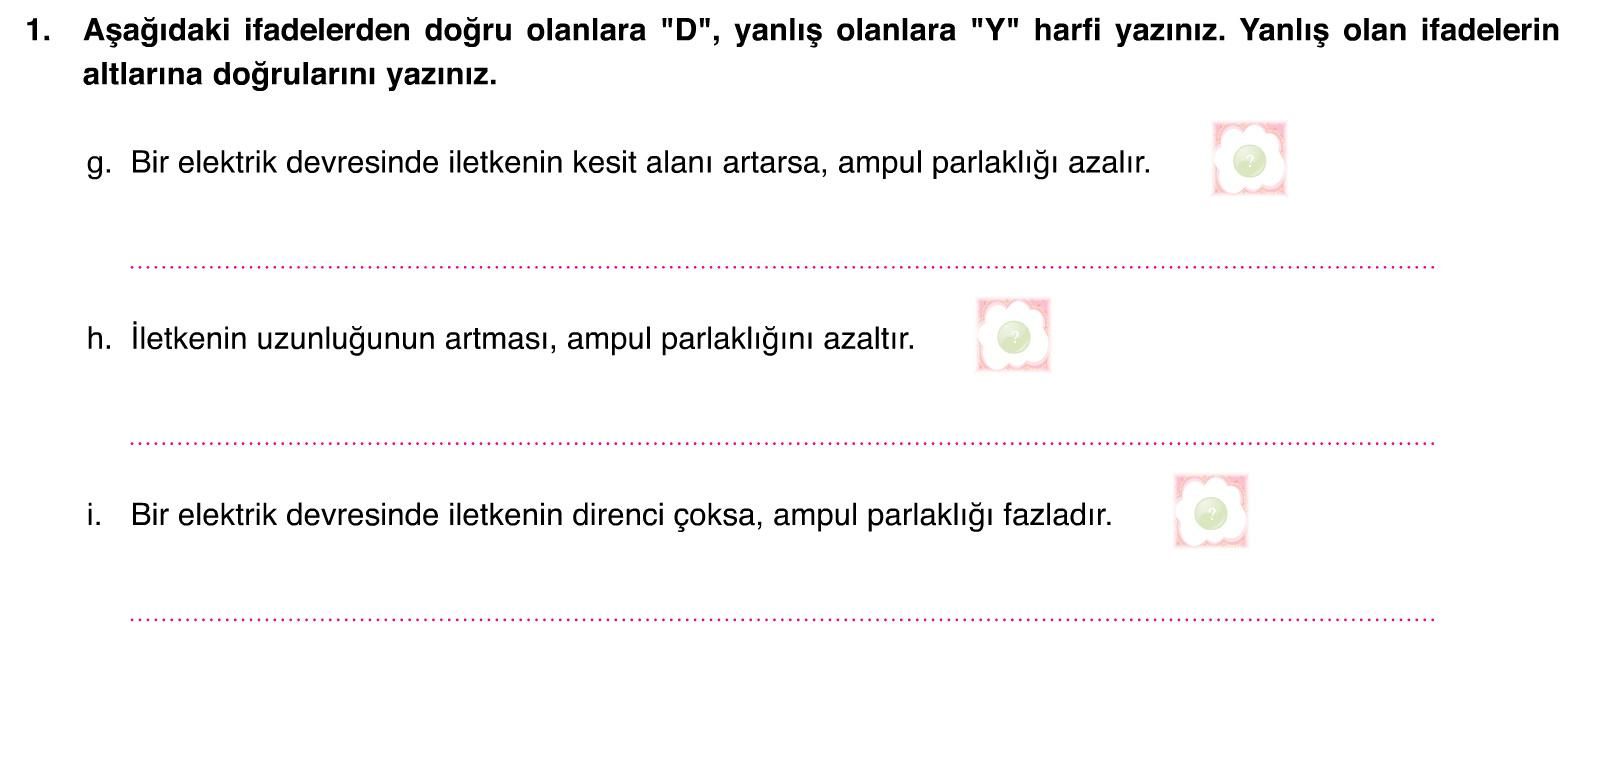 1. Aşağıdaki ifadelerden doğru olanlara "D", yanlış olanlara "Y" harfi yazınız. Yanlış olan ifadelerin
altlarına doğrularını yazınız.
g. Bir elektrik devresinde iletkenin kesit alanı artarsa, ampul parlaklığı azalır.
?
h. İletkenin uzunluğunun artması, ampul parlaklığını azaltır.
?
i. Bir elektrik devresinde iletkenin direnci çoksa, ampul parlaklığı fazladır.
?